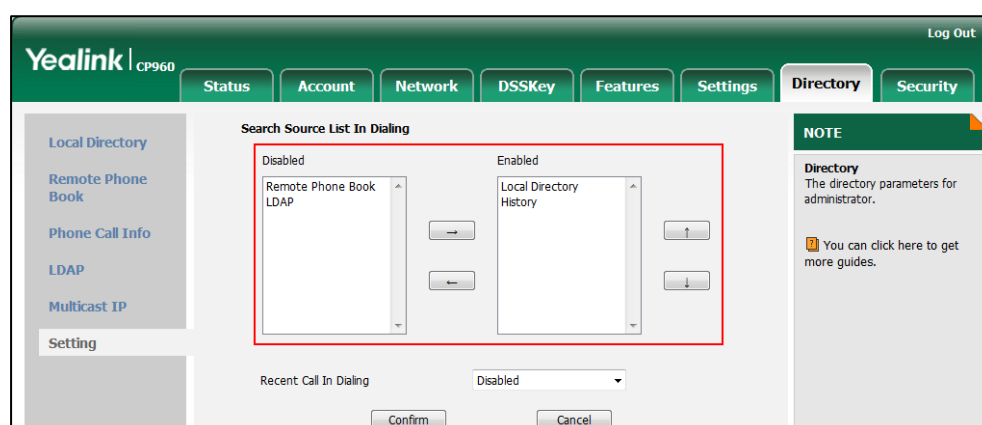 Log Out
Yealink | CP960
Status Account Network DSSKey Features Settings Directory Security
Local Directory
Remote Phone
Book
Phone Call Info
LDAP
Multicast IP
Setting
Search Source List In Dialing
Disabled Enabled
Remote Phone Book
LDAP
Local Directory
History
→
←
↑
↓
Recent Call In Dialing Disabled
Confirm Cancel
NOTE
Directory
The directory parameters for
administrator.
? You can click here to get
more guides.